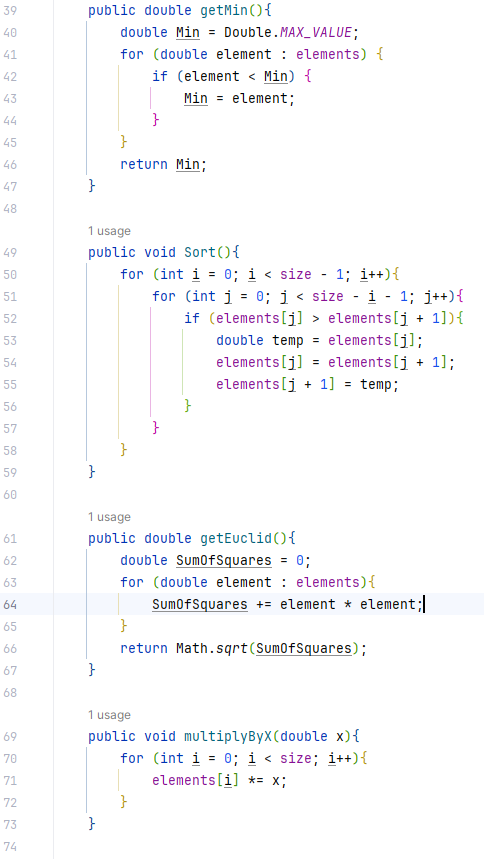 39 public double getMin(){
40 double Min = Double.MAX_VALUE;
41 for (double element : elements) {
42 if (element < Min) {
43 Min = element;
44 }
45 }
46 return Min;
47 }
48
1 usage
49 public void Sort(){
50 for (int i = 0; i < size - 1; i++){
51 for (int j = 0; j < size - i - 1; j++){
52 if (elements[j] > elements[j + 1]){
53 double temp = elements[j];
54 elements[j] = elements[j + 1];
55 elements[j + 1] = temp;
56 }
57 }
58 }
59 }
60
1 usage
61 public double getEuclid(){
62 double SumOfSquares = 0;
63 for (double element : elements){
64 SumOfSquares += element * element;
65 }
66 return Math.sqrt(SumOfSquares);
67 }
68
1 usage
69 public void multiplyByX(double x){
70 for (int i = 0; i < size; i++){
71 elements[i] *= x;
72 }
73 }
74